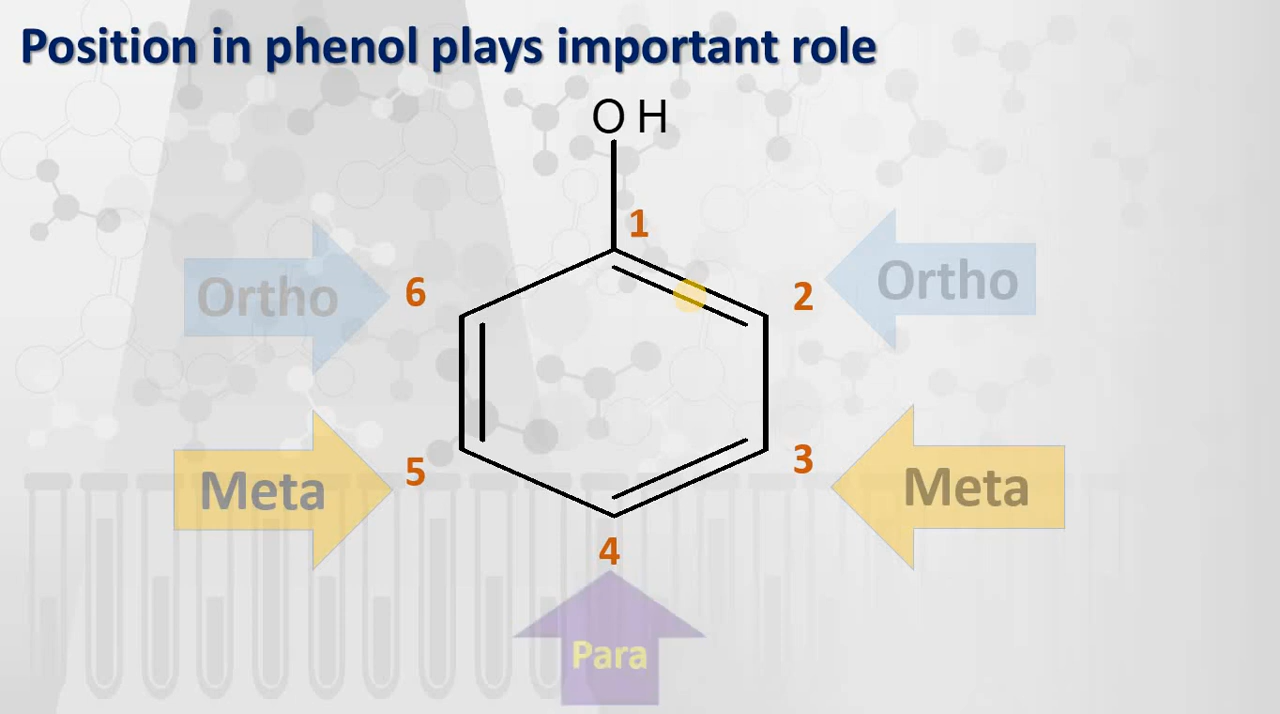 Position in phenol plays important role
OH
1
6
2
Ortho
Ortho
5
3
Meta
Meta
4
Para